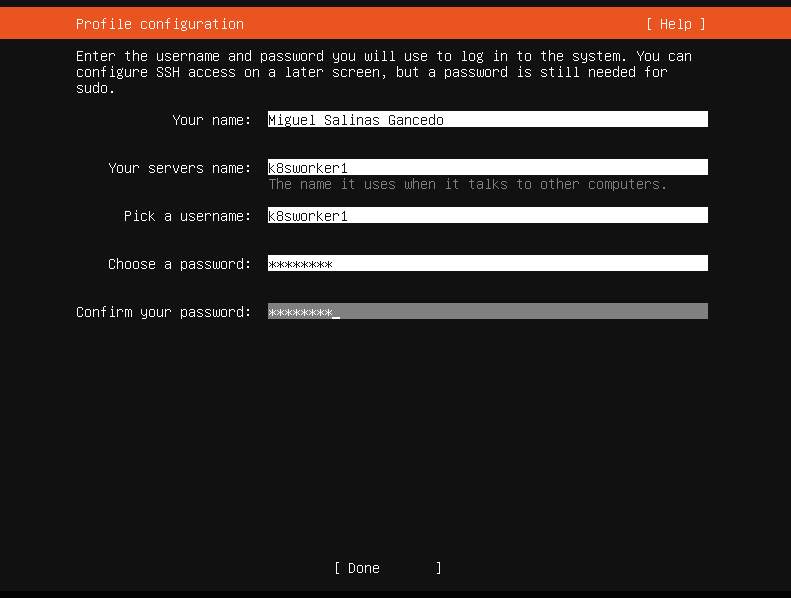 Profile configuration [ Help ]
Enter the username and password you will use to log in to the system. You can
configure SSH access on a later screen, but a password is still needed for
sudo.
Your name: Miguel Salinas Gancedo
Your servers name: k8sworker1
The name it uses when it talks to other computers.
Pick a username: k8sworker1
Choose a password: ********
Confirm your password: ********_
[ Done ]